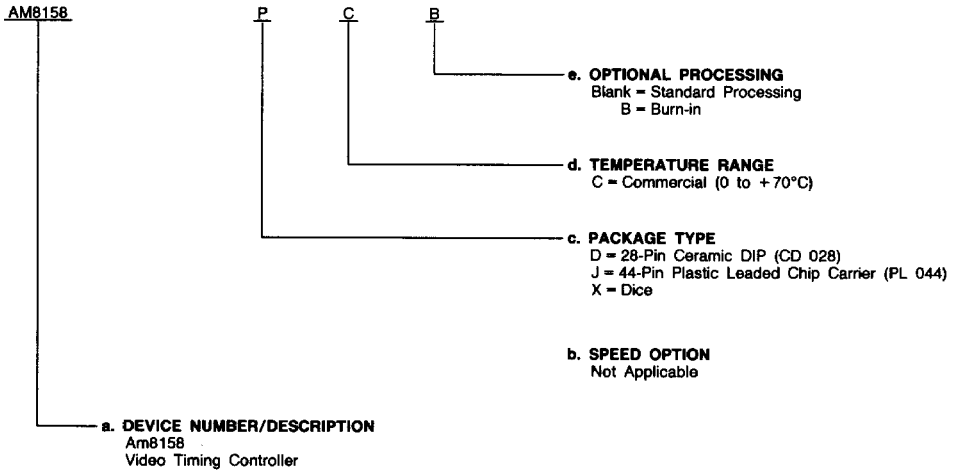 AM8158 P C B
e. OPTIONAL PROCESSING
Blank = Standard Processing
B = Burn-in
d. TEMPERATURE RANGE
C = Commercial (0 to +70°C)
c. PACKAGE TYPE
D = 28-Pin Ceramic DIP (CD 028)
J = 44-Pin Plastic Leaded Chip Carrier (PL 044)
X = Dice
b. SPEED OPTION
Not Applicable
a. DEVICE NUMBER/DESCRIPTION
Am8158
Video Timing Controller